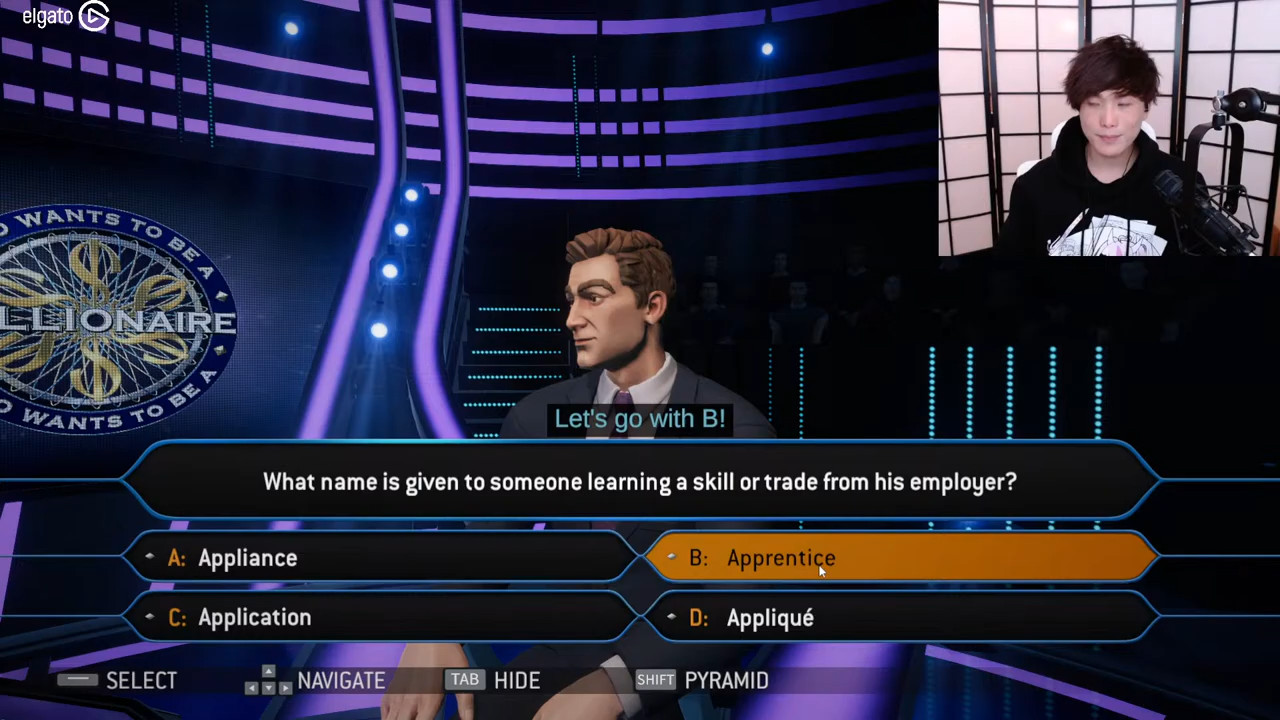 elgato
WANTS TO BE A
LLIONAIRE
WANTS TO BE A
Let's go with B!
What name is given to someone learning a skill or trade from his employer?
A: Appliance
B: Apprentice
C: Application
D: Appliqué
SELECT
NAVIGATE
TAB HIDE
SHIFT PYRAMID